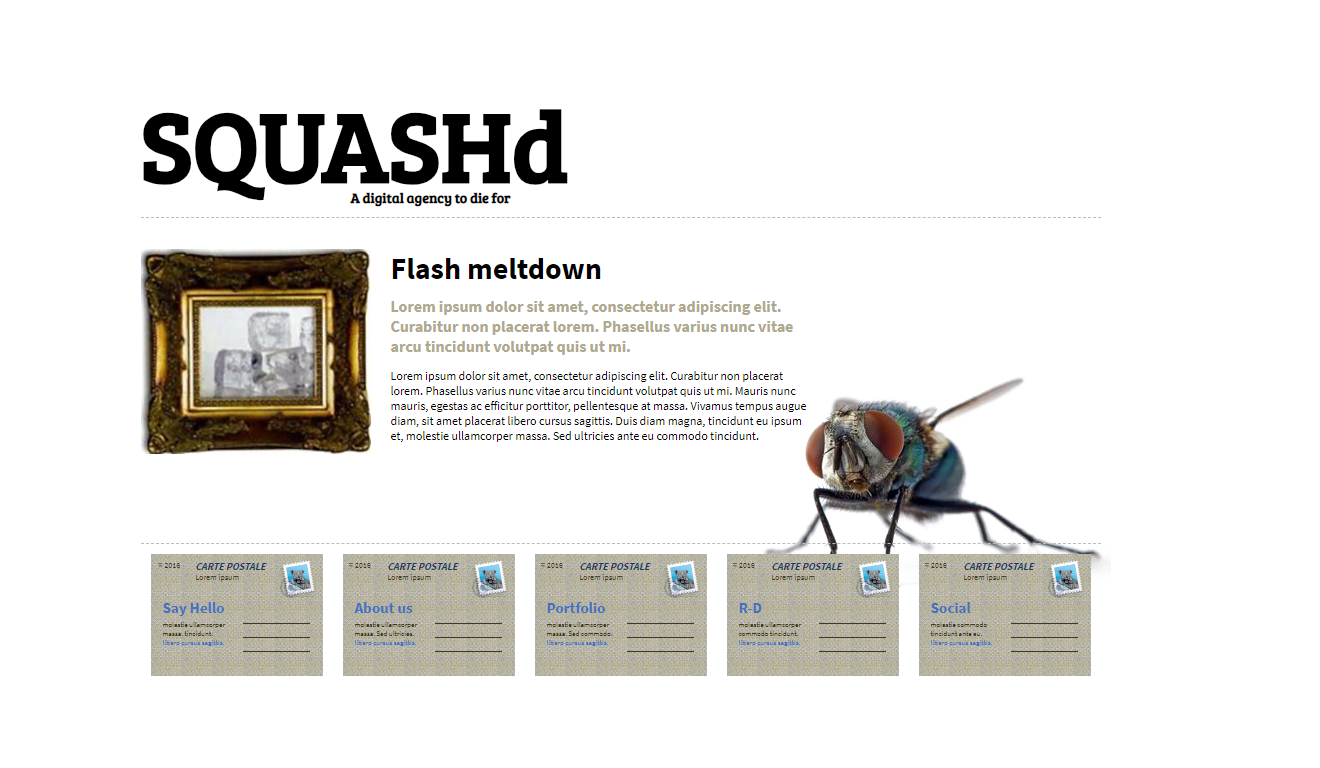 SQUASHd
A digital agency to die for
Flash meltdown
Lorem ipsum dolor sit amet, consectetur adipiscing elit.
Curabitur non placerat lorem. Phasellus varius nunc vitae
arcu tincidunt volutpat quis ut mi.
Lorem ipsum dolor sit amet, consectetur adipiscing elit. Curabitur non placerat
lorem. Phasellus varius nunc vitae arcu tincidunt volutpat quis ut mi. Mauris nunc
mauris, egestas ac efficitur porttitor, pellentesque at massa. Vivamus tempus augue
diam, sit amet placerat libero cursus sagittis. Duis diam magna, tincidunt eu ipsum
et, molestie ullamcorper massa. Sed ultricies ante eu commodo tincidunt.
© 2016 CARTE POSTALE
Lorem ipsum
Say Hello
molestie ullamcorper
massa. tincidunt.
libero cursus sagittis.
© 2016 CARTE POSTALE
Lorem ipsum
About us
molestie ullamcorper
massa. Sed ultricies.
libero cursus sagittis.
© 2016 CARTE POSTALE
Lorem ipsum
Portfolio
molestie ullamcorper
massa. Sed commodo.
libero cursus sagittis.
© 2016 CARTE POSTALE
Lorem ipsum
R-D
molestie ullamcorper
commodo tincidunt.
libero cursus sagittis.
© 2016 CARTE POSTALE
Lorem ipsum
Social
molestie commodo
tincidunt ante eu.
libero cursus sagittis.